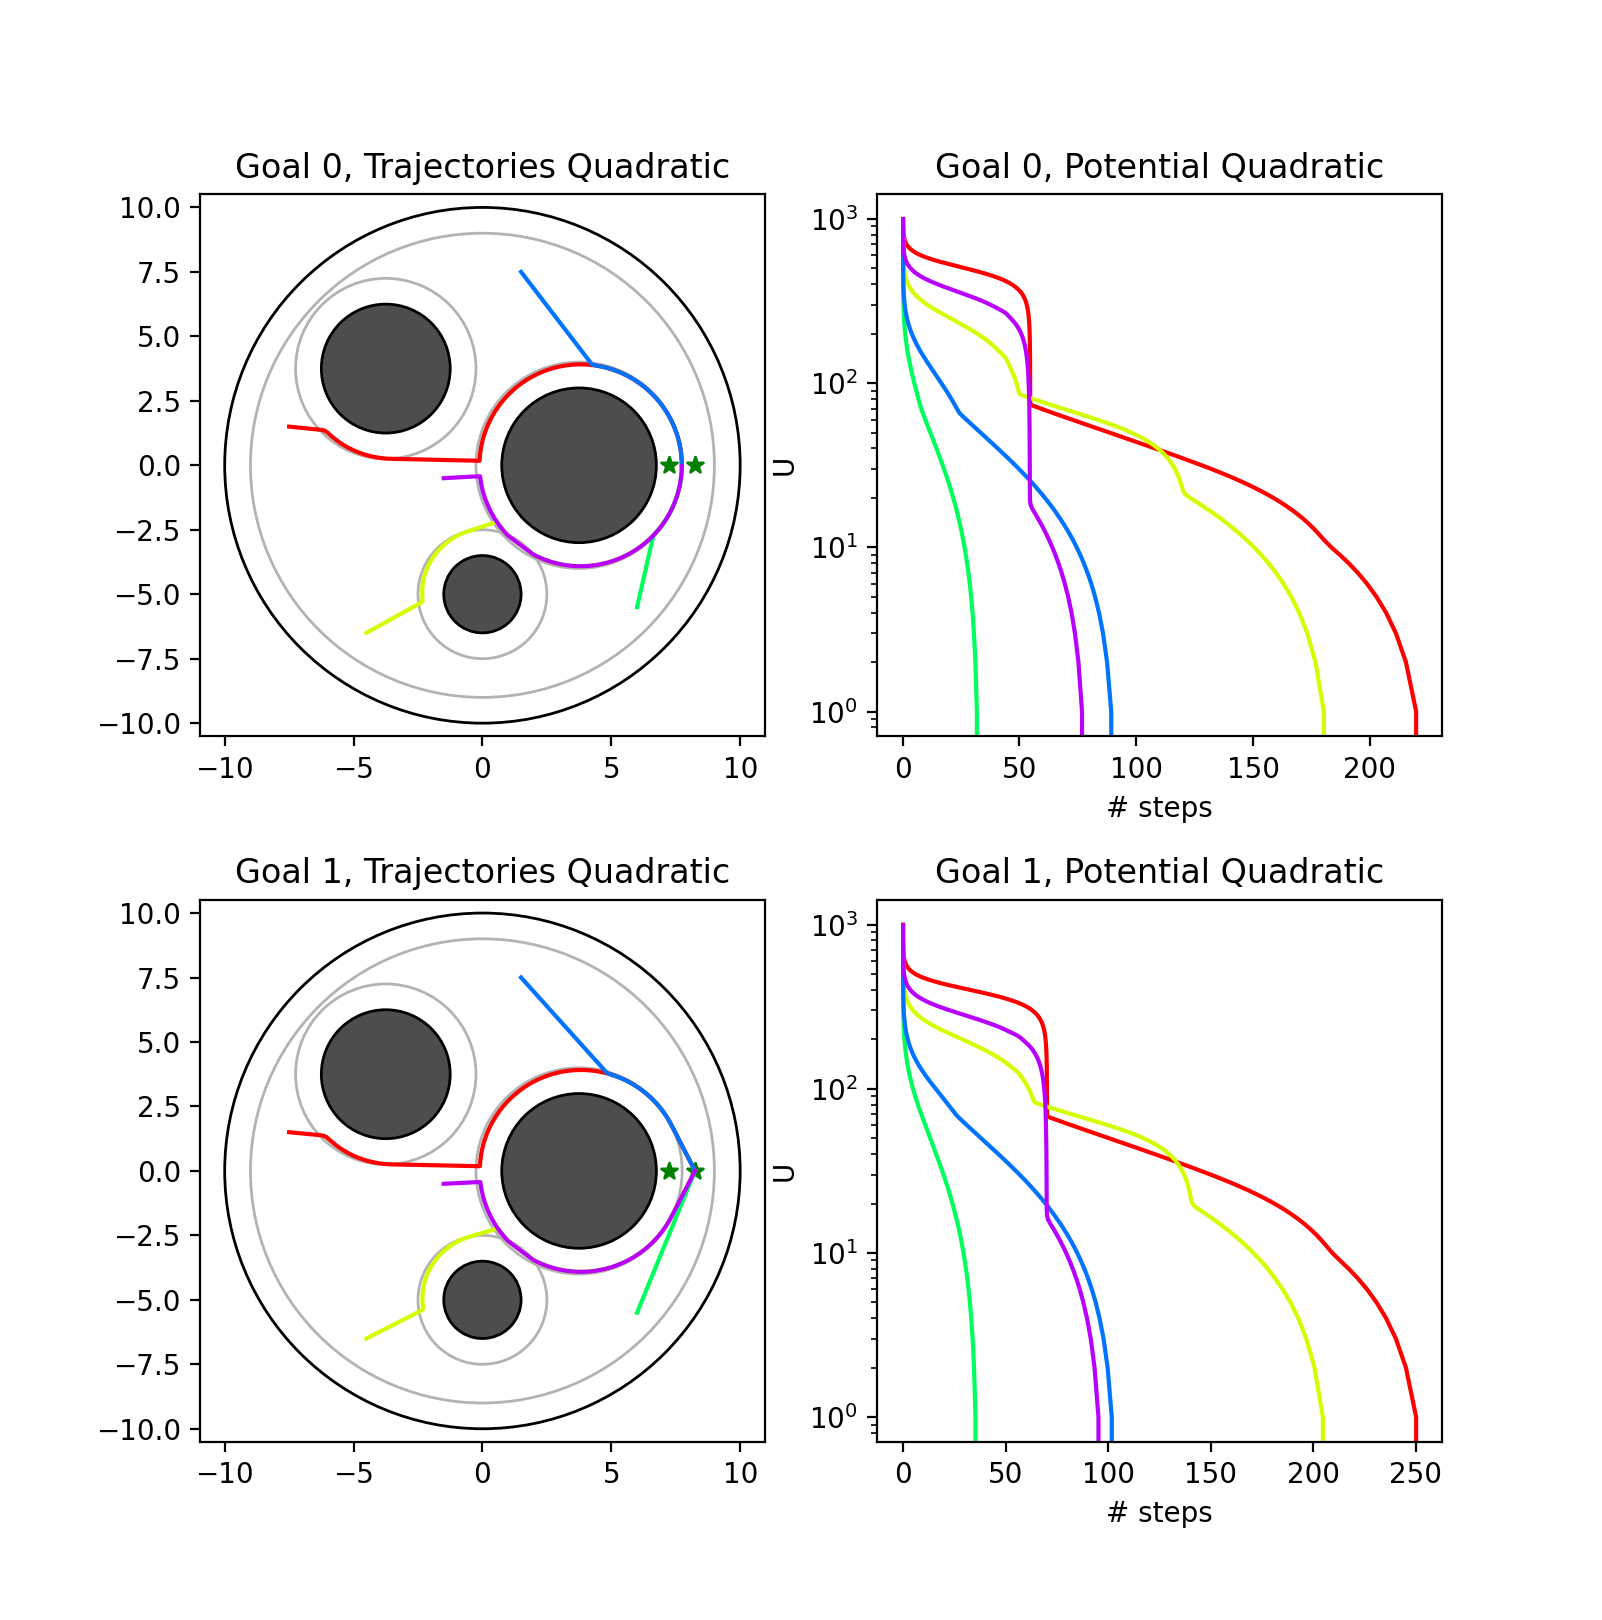 Goal 0, Trajectories Quadratic
10.0
7.5
5.0
2.5
0.0
−2.5
−5.0
−7.5
−10.0
−10 −5 0 5 10
Goal 0, Potential Quadratic
U
10³
10²
10¹
10⁰
0 50 100 150 200
# steps
Goal 1, Trajectories Quadratic
10.0
7.5
5.0
2.5
0.0
−2.5
−5.0
−7.5
−10.0
−10 −5 0 5 10
Goal 1, Potential Quadratic
U
10³
10²
10¹
10⁰
0 50 100 150 200 250
# steps